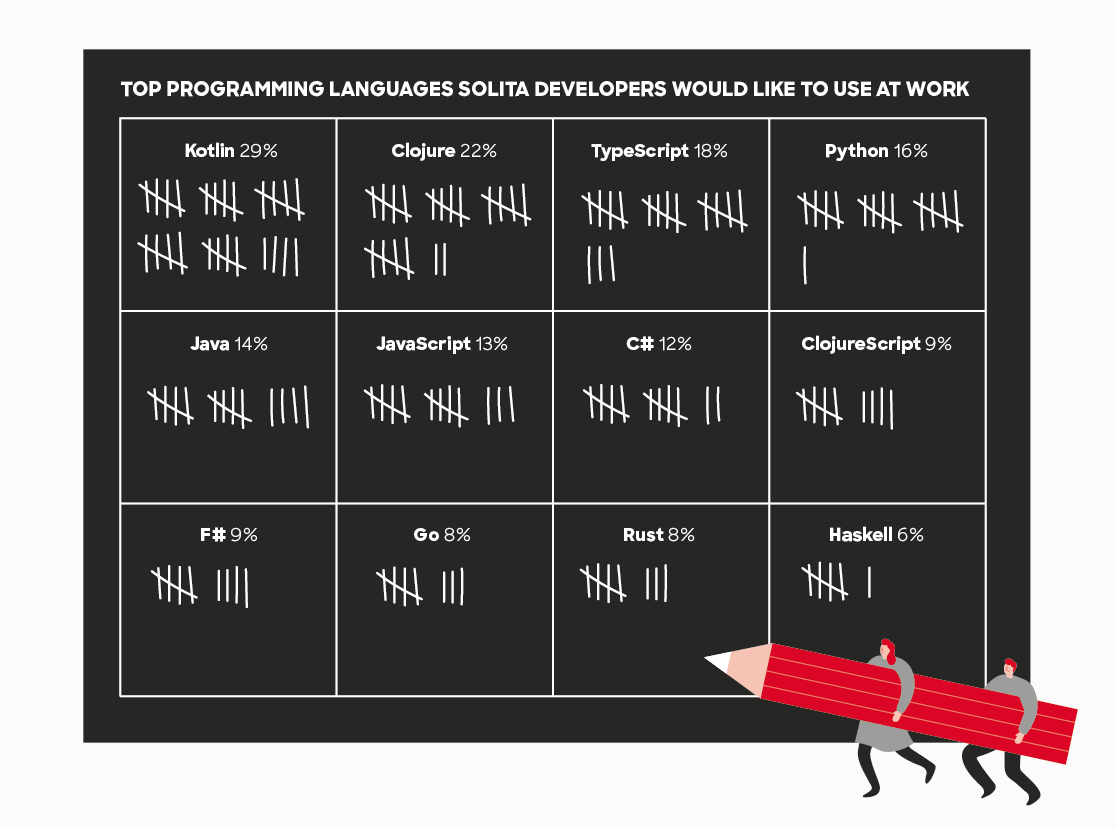 TOP PROGRAMMING LANGUAGES SOLITA DEVELOPERS WOULD LIKE TO USE AT WORK
Kotlin 29%
Clojure 22%
TypeScript 18%
Python 16%
Java 14%
JavaScript 13%
C# 12%
ClojureScript 9%
F# 9%
Go 8%
Rust 8%
Haskell 6%